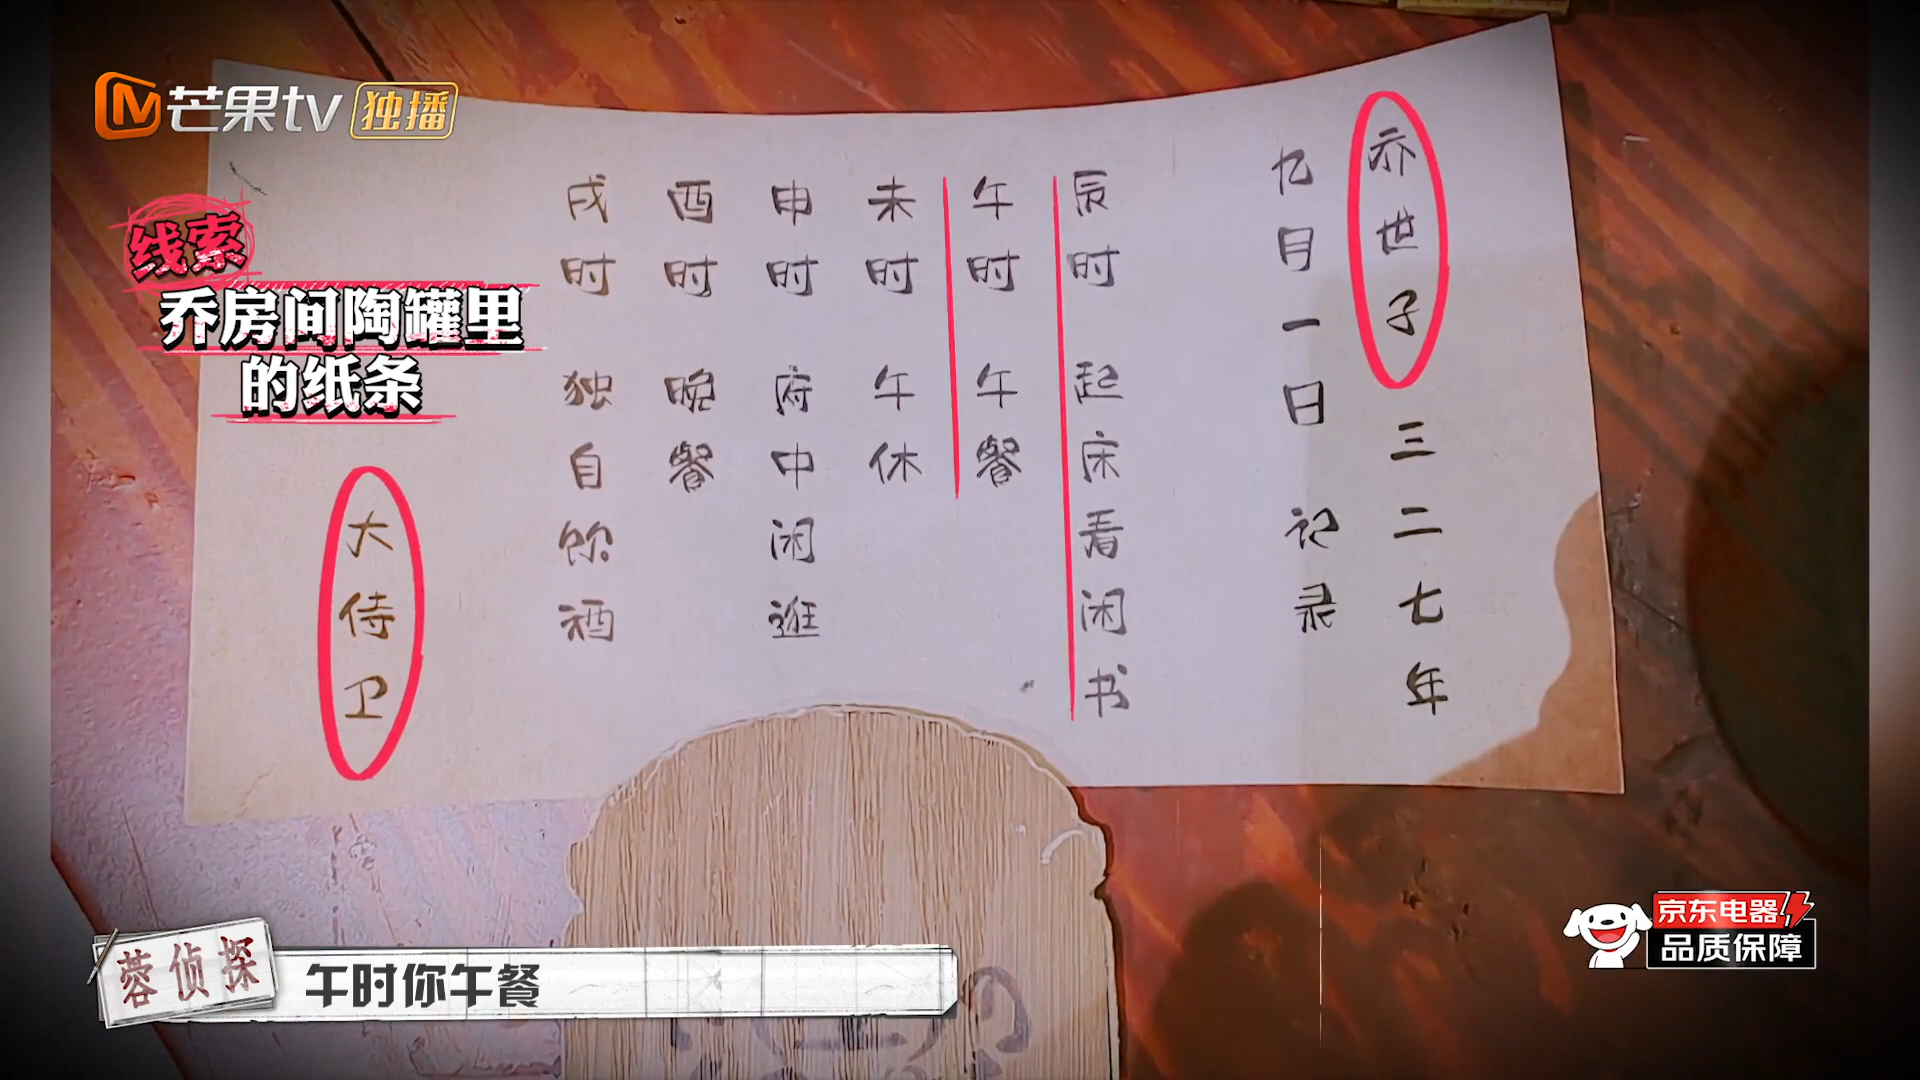 芒果tv 独播
线索
乔房间陶罐里
的纸条
乔世子 三二七年
九月一日 记录
辰时 起床看闲书
午时 午餐
未时 午休
申时 府中闲逛
酉时 晚餐
戌时 独自饮酒
大侍卫
蓉侦探
午时你午餐
京东电器
品质保障